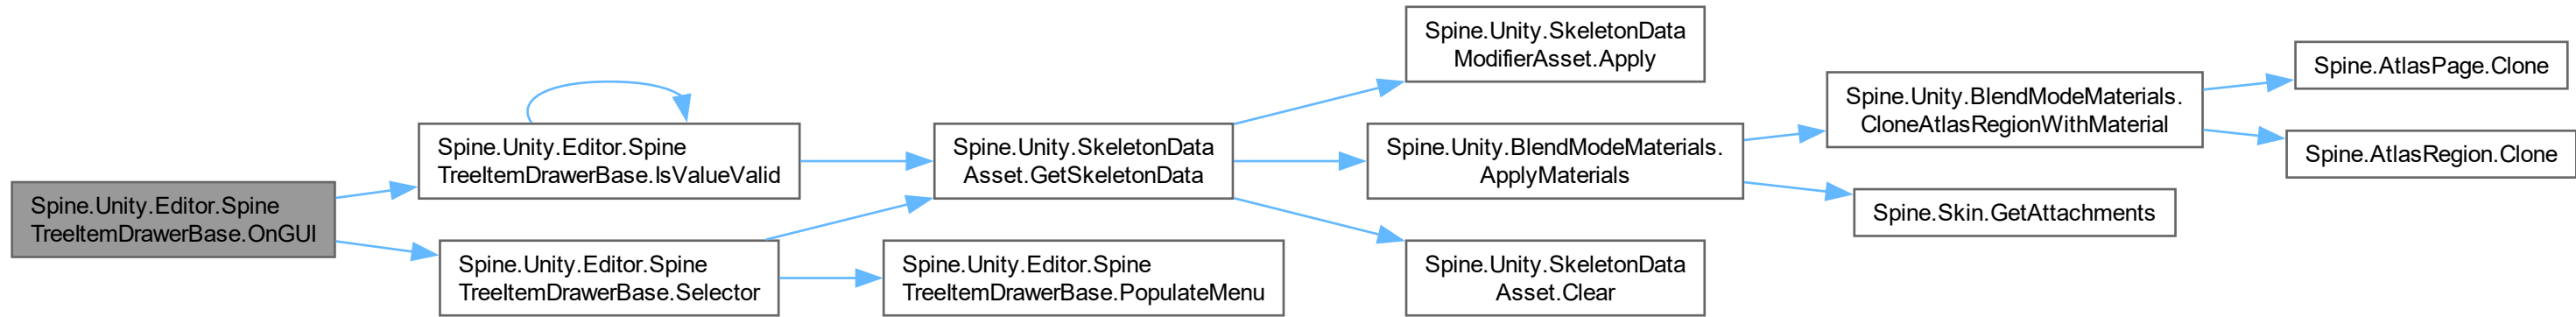 Spine.Unity.Editor.Spine
TreeItemDrawerBase.OnGUI
Spine.Unity.Editor.Spine
TreeItemDrawerBase.IsValueValid
Spine.Unity.SkeletonData
Asset.GetSkeletonData
Spine.Unity.SkeletonData
ModifierAsset.Apply
Spine.Unity.BlendModeMaterials.
ApplyMaterials
Spine.Unity.BlendModeMaterials.
CloneAtlasRegionWithMaterial
Spine.AtlasPage.Clone
Spine.AtlasRegion.Clone
Spine.Skin.GetAttachments
Spine.Unity.SkeletonData
Asset.Clear
Spine.Unity.Editor.Spine
TreeItemDrawerBase.Selector
Spine.Unity.Editor.Spine
TreeItemDrawerBase.PopulateMenu